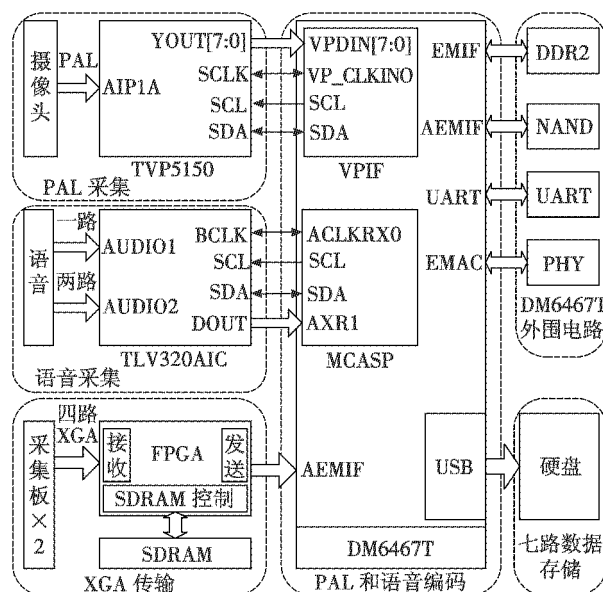 摄像头
PAL
AIP1A
YOUT[7:0]
SCLK
SCL
SDA
TVP5150
PAL 采集
VPDIN[7:0]
VP_CLKINO
SCL
SDA
VPIF
EMIF
AEMIF
UART
EMAC
DDR2
NAND
UART
PHY
DM6467T
外围电路
语音
一路
两路
AUDIO1
AUDIO2
BCLK
SCL
SDA
DOUT
TLV320AIC
语音采集
ACLKRX0
SCL
SDA
AXR1
MCASP
采集板×2
四路
XGA
接收
FPGA
发送
SDRAM 控制
SDRAM
XGA 传输
AEMIF
USB
DM6467T
PAL 和语音编码
硬盘
七路数据
存储